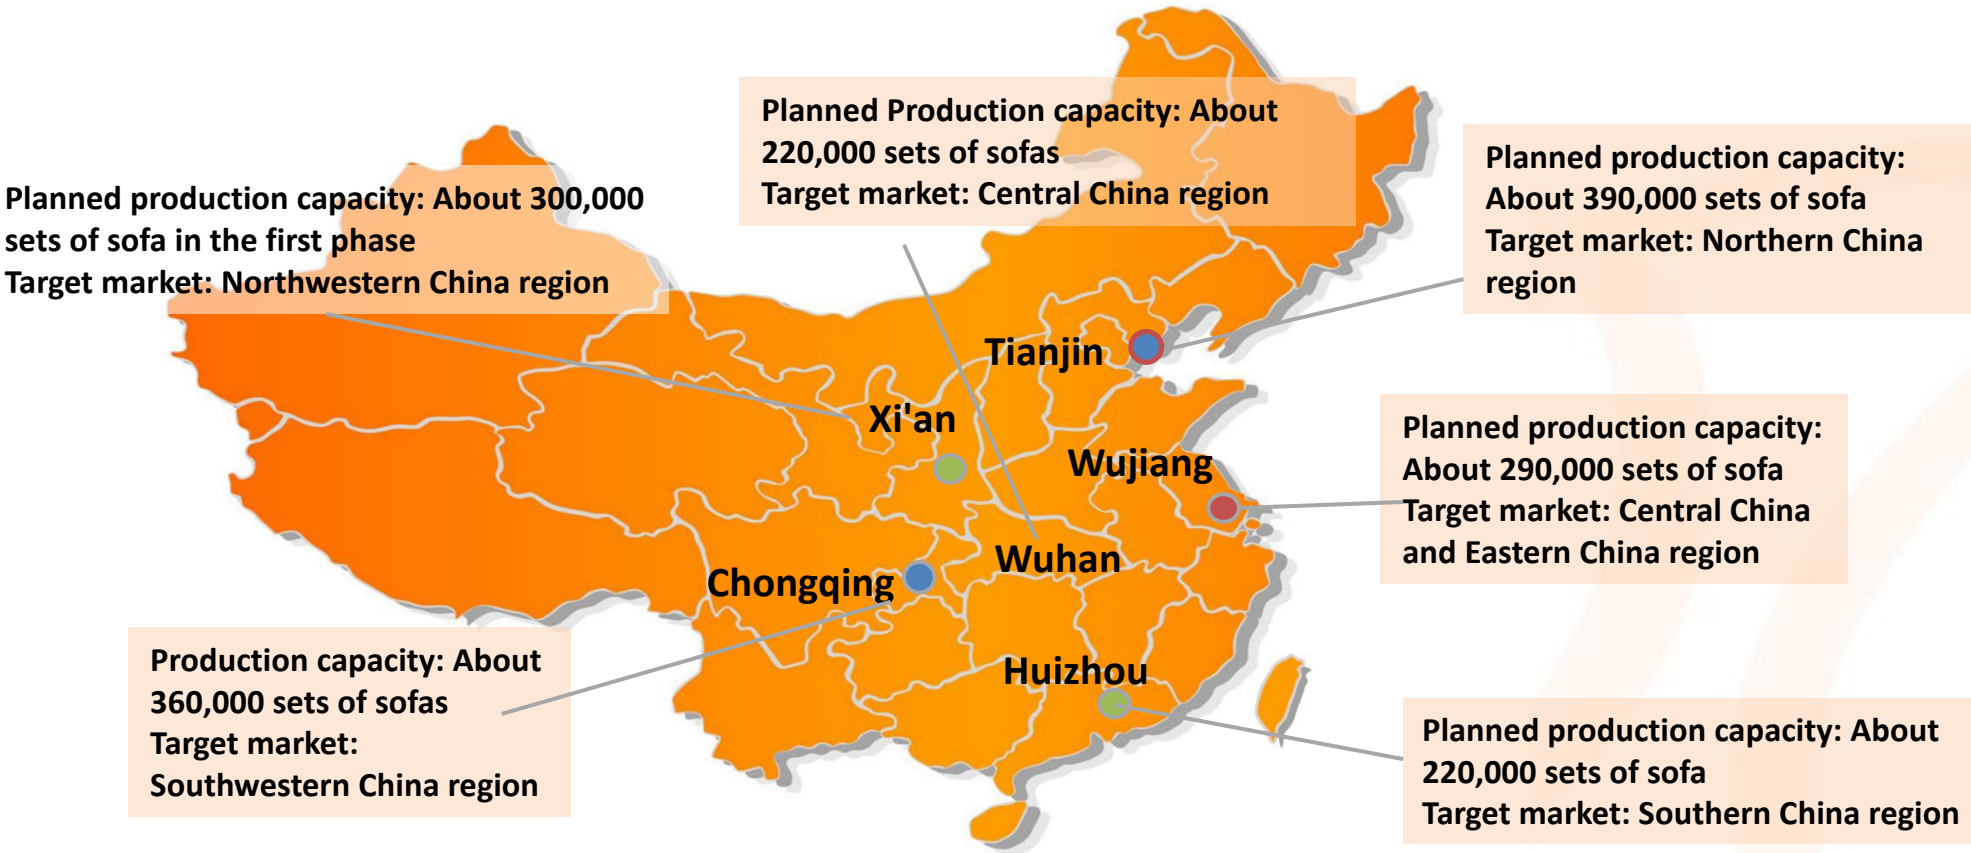 Planned Production capacity: About
220,000 sets of sofas
Target market: Central China region
Planned production capacity:
About 390,000 sets of sofa
Target market: Northern China
region
Planned production capacity: About 300,000
sets of sofa in the first phase
Target market: Northwestern China region
Tianjin
Xi'an
Wujiang
Planned production capacity:
About 290,000 sets of sofa
Target market: Central China
and Eastern China region
Wuhan
Chongqing
Production capacity: About
360,000 sets of sofas
Target market:
Southwestern China region
Huizhou
Planned production capacity: About
220,000 sets of sofa
Target market: Southern China region